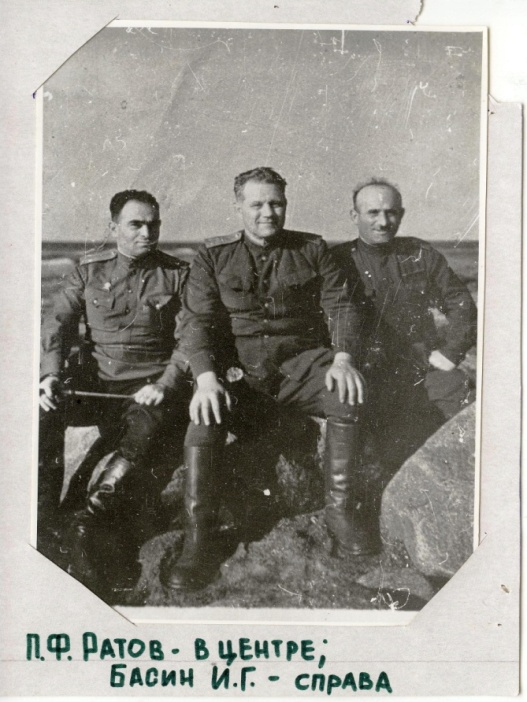 П.Ф. РАТОВ - В ЦЕНТРЕ;
БАСИН И.Г. - СПРАВА